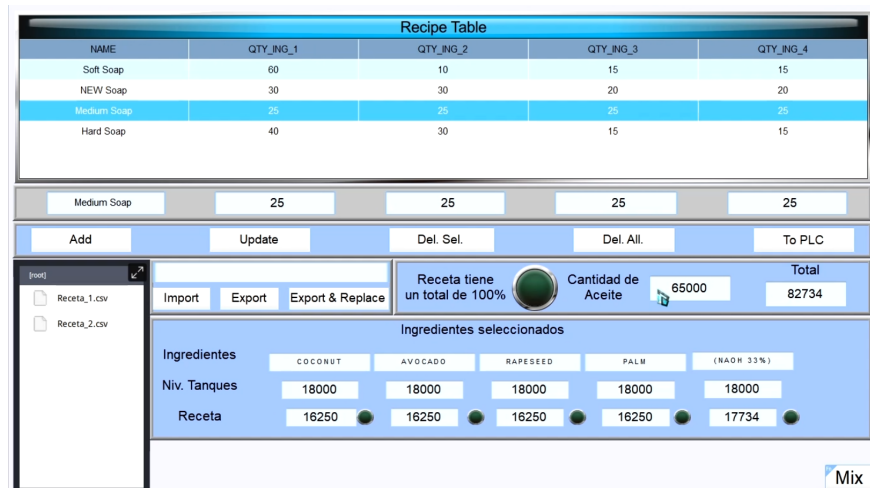 Recipe Table
NAME QTY_ING_1 QTY_ING_2 QTY_ING_3 QTY_ING_4
Soft Soap 60 10 15 15
NEW Soap 30 30 20 20
Medium Soap 25 25 25 25
Hard Soap 40 30 15 15
Medium Soap 25 25 25 25
Add Update Del. Sel. Del. All. To PLC
[root]
Receta_1.csv
Receta_2.csv
Import Export Export & Replace
Receta tiene
un total de 100%
Cantidad de
Aceite
65000
Total
82734
Ingredientes seleccionados
Ingredientes COCONUT AVOCADO RAPESEED PALM (NAOH 33%)
Niv. Tanques 18000 18000 18000 18000 18000
Receta 16250 16250 16250 16250 17734
Mix